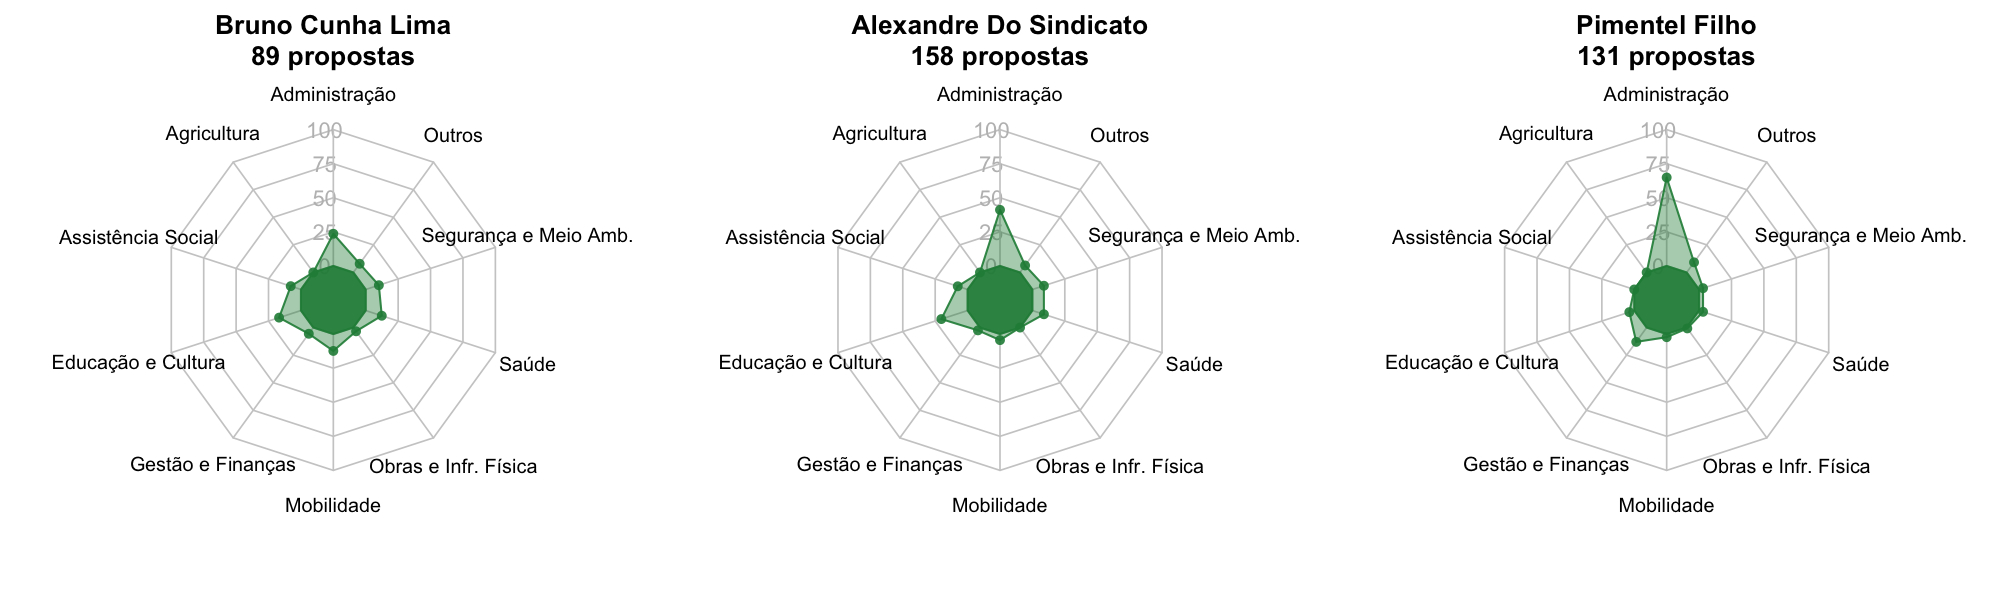 Bruno Cunha Lima
89 propostas
Administração
Agricultura
Outros
100
75
50
25
0
Assistência Social
Segurança e Meio Amb.
Educação e Cultura
Saúde
Gestão e Finanças
Obras e Infr. Física
Mobilidade
Alexandre Do Sindicato
158 propostas
Administração
Agricultura
Outros
100
75
50
25
0
Assistência Social
Segurança e Meio Amb.
Educação e Cultura
Saúde
Gestão e Finanças
Obras e Infr. Física
Mobilidade
Pimentel Filho
131 propostas
Administração
Agricultura
Outros
100
75
50
25
0
Assistência Social
Segurança e Meio Amb.
Educação e Cultura
Saúde
Gestão e Finanças
Obras e Infr. Física
Mobilidade